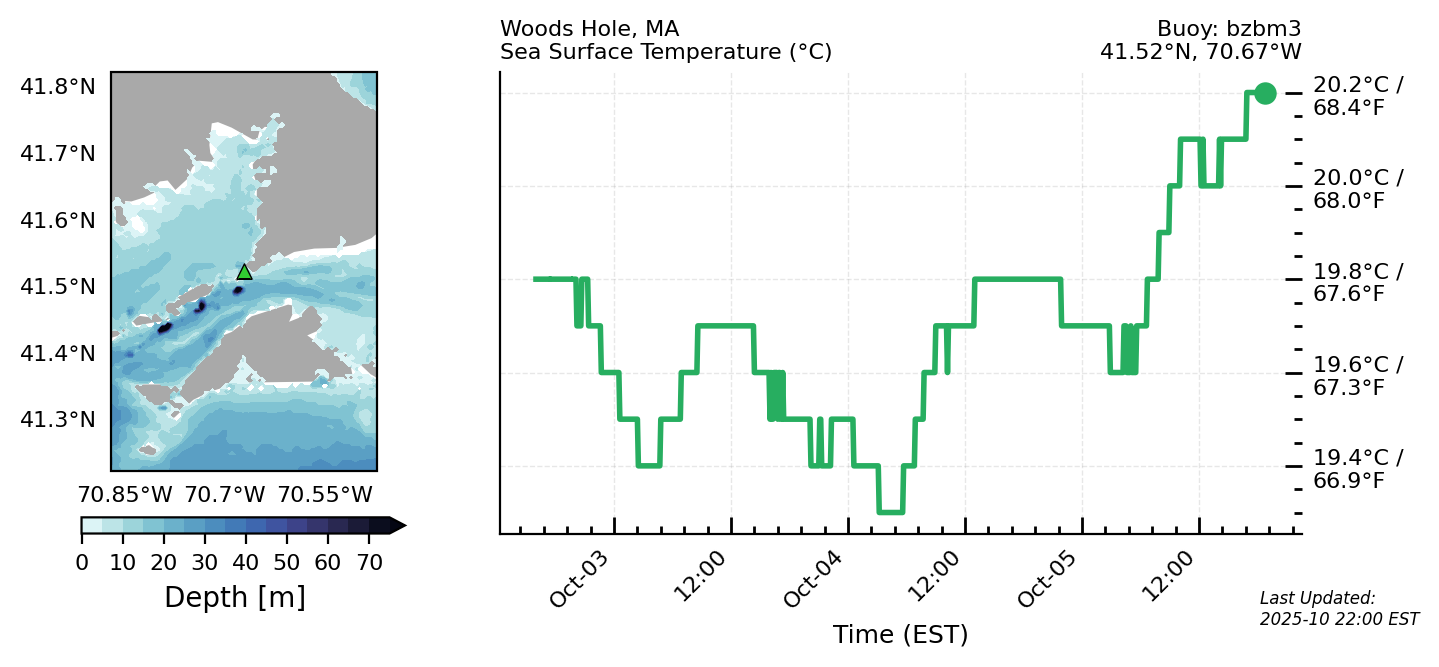 Woods Hole, MA
Sea Surface Temperature (°C)
Buoy: bzbm3
41.52°N, 70.67°W
41.8°N
41.7°N
41.6°N
41.5°N
41.4°N
41.3°N
70.85°W 70.7°W 70.55°W
0 10 20 30 40 50 60 70
Depth [m]
20.2°C /
68.4°F
20.0°C /
68.0°F
19.8°C /
67.6°F
19.6°C /
67.3°F
19.4°C /
66.9°F
Oct-03 12:00 Oct-04 12:00 Oct-05 12:00
Time (EST)
Last Updated:
2025-10 22:00 EST